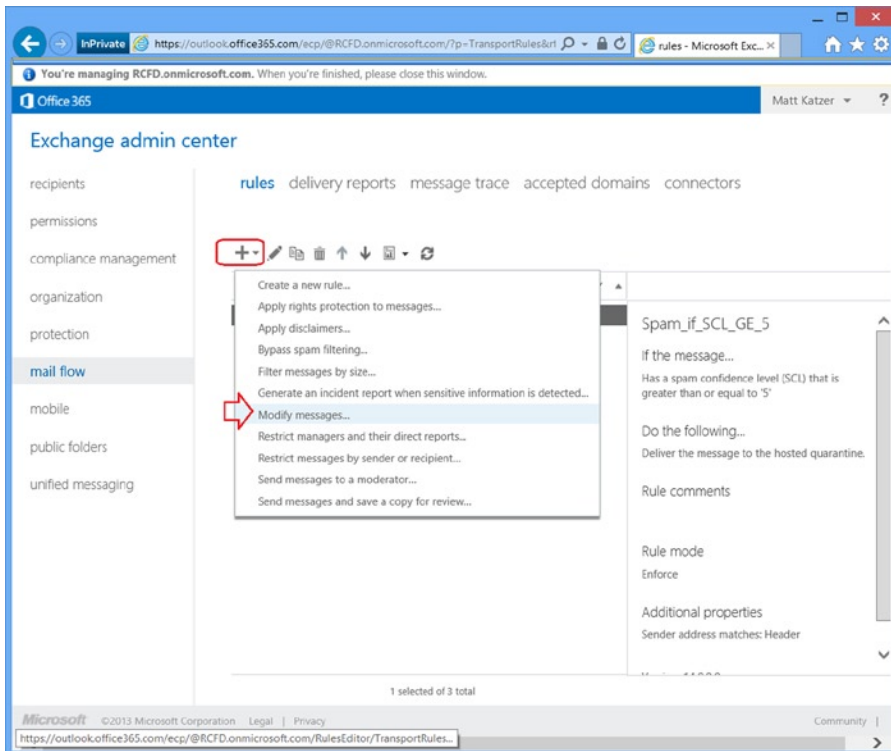 InPrivate https://outlook.office365.com/ecp/@RCFD.onmicrosoft.com/?p=TransportRules&rf
rules - Microsoft Exc...
You're managing RCFD.onmicrosoft.com. When you're finished, please close this window.
Office 365
Matt Katzer ?
Exchange admin center
recipients
permissions
compliance management
organization
protection
mail flow
mobile
public folders
unified messaging
rules delivery reports message trace accepted domains connectors
Create a new rule...
Apply rights protection to messages...
Apply disclaimers...
Bypass spam filtering...
Filter messages by size...
Generate an incident report when sensitive information is detected...
Modify messages...
Restrict managers and their direct reports...
Restrict messages by sender or recipient...
Send messages to a moderator...
Send messages and save a copy for review...
Spam_if_SCL_GE_5
If the message...
Has a spam confidence level (SCL) that is
greater than or equal to '5'
Do the following...
Deliver the message to the hosted quarantine.
Rule comments
Rule mode
Enforce
Additional properties
Sender address matches: Header
1 selected of 3 total
Microsoft ©2013 Microsoft Corporation Legal | Privacy
Community |
https://outlook.office365.com/ecp/@RCFD.onmicrosoft.com/RulesEditor/TransportRules...